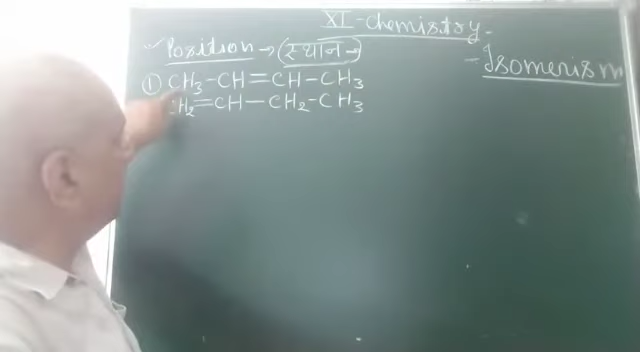 XI - Chemistry
Position → (स्थान)
- Isomerism
① CH3-CH=CH-CH3
CH2=CH-CH2-CH3